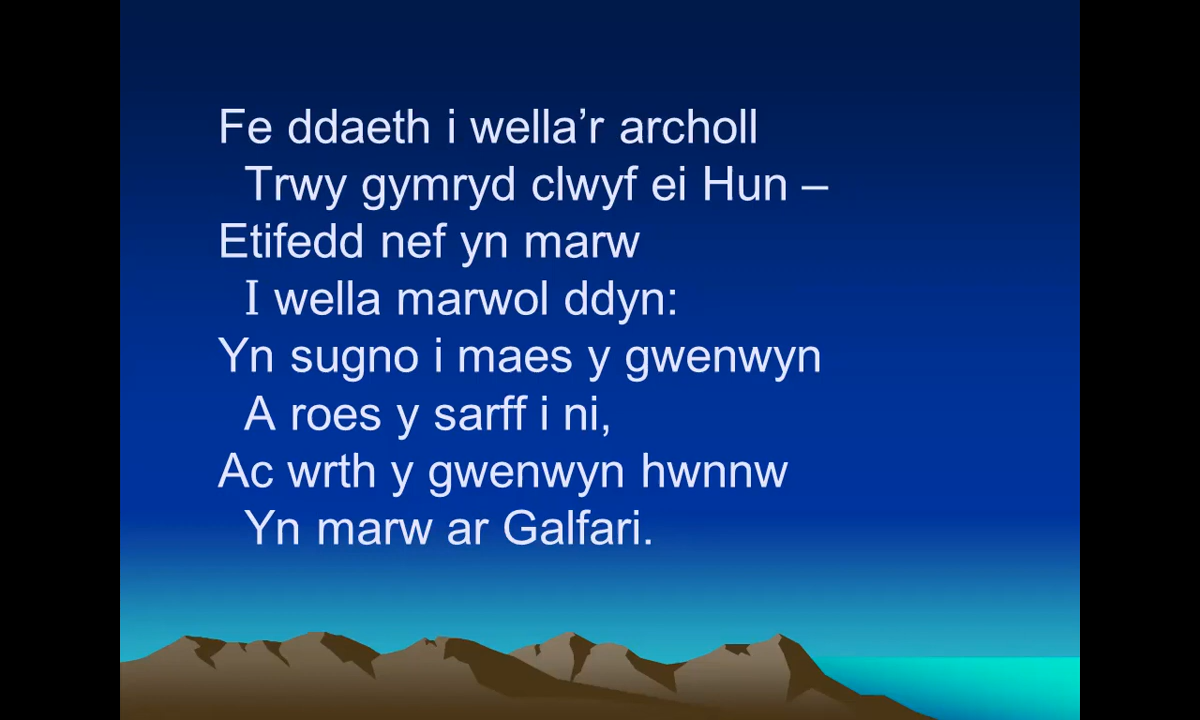 Fe ddaeth i wella’r archoll
Trwy gymryd clwyf ei Hun –
Etifedd nef yn marw
I wella marwol ddyn:
Yn sugno i maes y gwenwyn
A roes y sarff i ni,
Ac wrth y gwenwyn hwnnw
Yn marw ar Galfari.